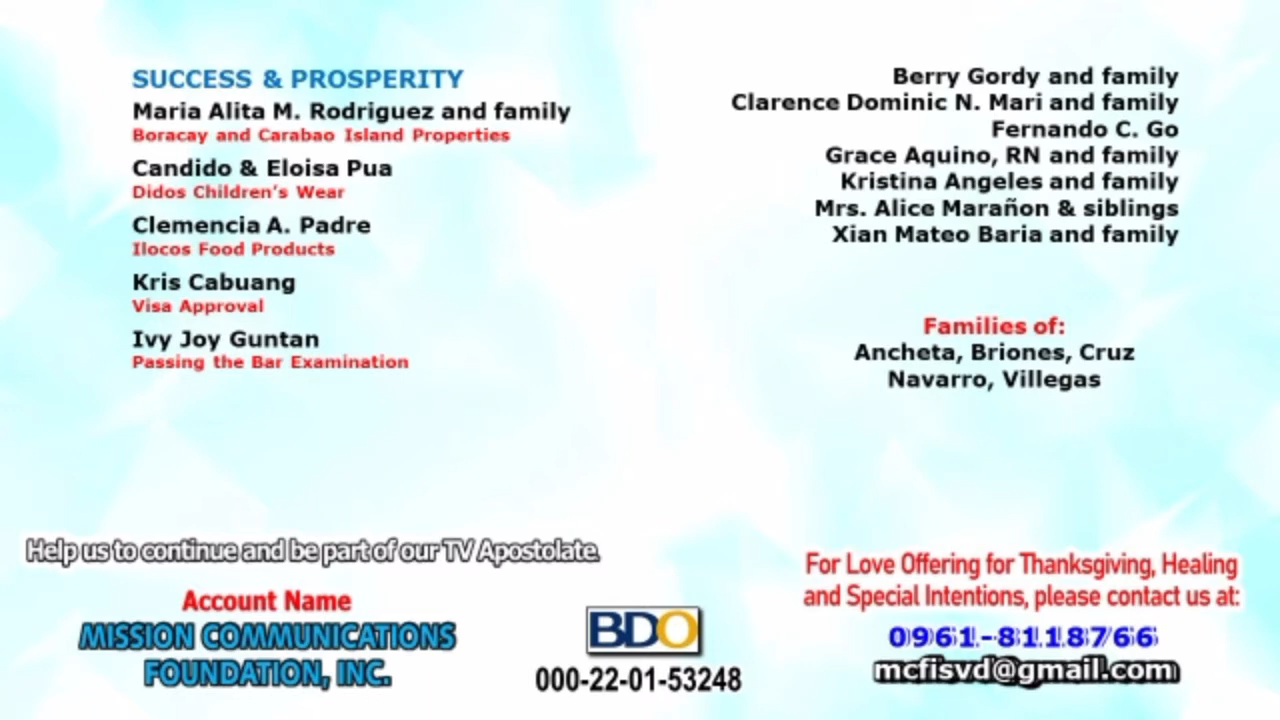 SUCCESS & PROSPERITY
Maria Alita M. Rodriguez and family
Boracay and Carabao Island Properties
Candido & Eloisa Pua
Didos Children's Wear
Clemencia A. Padre
Ilocos Food Products
Kris Cabuang
Visa Approval
Ivy Joy Guntan
Passing the Bar Examination
Berry Gordy and family
Clarence Dominic N. Mari and family
Fernando C. Go
Grace Aquino, RN and family
Kristina Angeles and family
Mrs. Alice Marañon & siblings
Xian Mateo Baria and family
Families of:
Ancheta, Briones, Cruz
Navarro, Villegas
Help us to continue and be part of our TV Apostolate.
Account Name
MISSION COMMUNICATIONS
FOUNDATION, INC.
BDO
000-22-01-53248
For Love Offering for Thanksgiving, Healing
and Special Intentions, please contact us at:
0961-8118766
mcfisvd@gmail.com